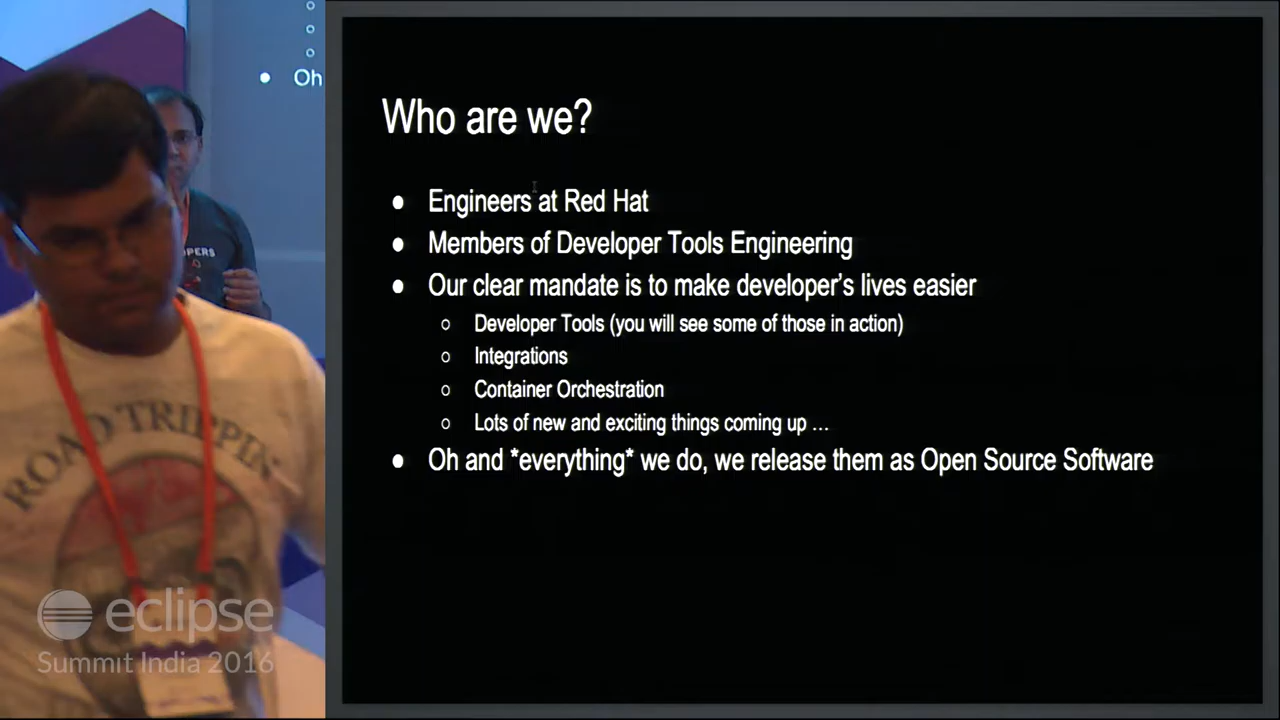 Oh
PERS
ROAD TRIPPIN'
eclipse
Summit India 2016
Who are we?
● Engineers at Red Hat
● Members of Developer Tools Engineering
● Our clear mandate is to make developer's lives easier
○ Developer Tools (you will see some of those in action)
○ Integrations
○ Container Orchestration
○ Lots of new and exciting things coming up ...
● Oh and *everything* we do, we release them as Open Source Software